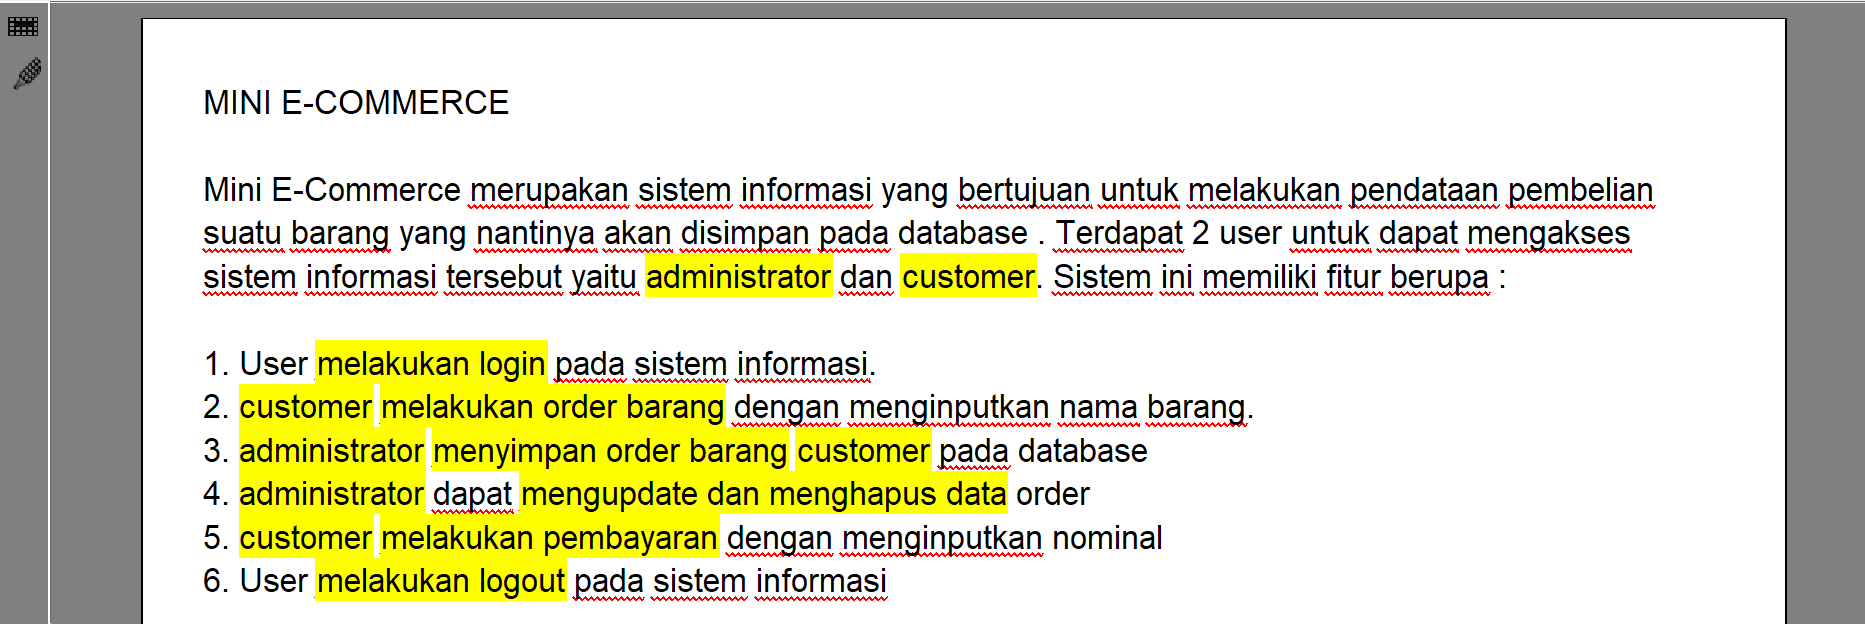 MINI E-COMMERCE
Mini E-Commerce merupakan sistem informasi yang bertujuan untuk melakukan pendataan pembelian
suatu barang yang nantinya akan disimpan pada database . Terdapat 2 user untuk dapat mengakses
sistem informasi tersebut yaitu administrator dan customer. Sistem ini memiliki fitur berupa :
1. User melakukan login pada sistem informasi.
2. customer melakukan order barang dengan menginputkan nama barang.
3. administrator menyimpan order barang customer pada database
4. administrator dapat mengupdate dan menghapus data order
5. customer melakukan pembayaran dengan menginputkan nominal
6. User melakukan logout pada sistem informasi